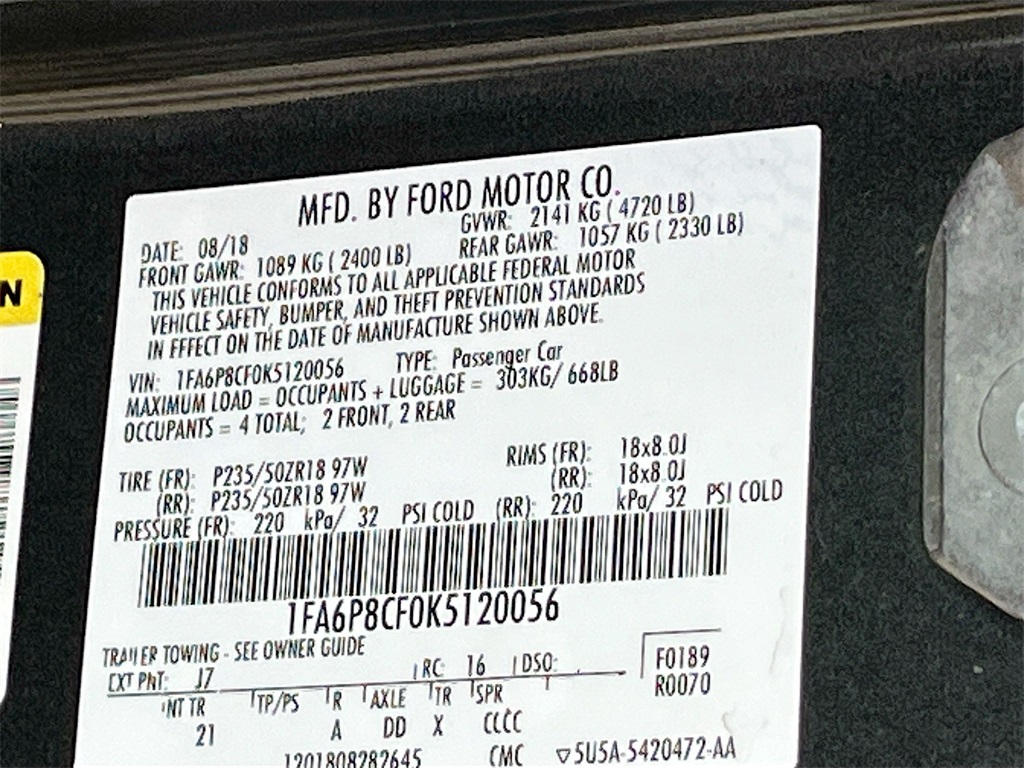 MFD. BY FORD MOTOR CO.
DATE: 08/18 GVWR: 2141 KG ( 4720 LB)
FRONT GAWR: 1089 KG ( 2400 LB) REAR GAWR: 1057 KG ( 2330 LB)
THIS VEHICLE CONFORMS TO ALL APPLICABLE FEDERAL MOTOR
VEHICLE SAFETY, BUMPER, AND THEFT PREVENTION STANDARDS
IN EFFECT ON THE DATE OF MANUFACTURE SHOWN ABOVE.
VIN: 1FA6P8CF0K5120056 TYPE: Passenger Car
MAXIMUM LOAD = OCCUPANTS + LUGGAGE = 303KG/ 668LB
OCCUPANTS = 4 TOTAL; 2 FRONT, 2 REAR
TIRE (FR): P235/50ZR18 97W RIMS (FR): 18x8.0J
(RR): P235/50ZR18 97W (RR): 18x8.0J
PRESSURE (FR): 220 kPa/ 32 PSI COLD (RR): 220 kPa/ 32 PSI COLD
1FA6P8CF0K5120056
TRAILER TOWING - SEE OWNER GUIDE
EXT PNT: J7 RC: 16 DSO: F0189
R0070
INT TR TP/PS R AXLE TR SPR
21 A DD X CCCC
1201808282645 CMC ▽5U5A-5420472-AA
N